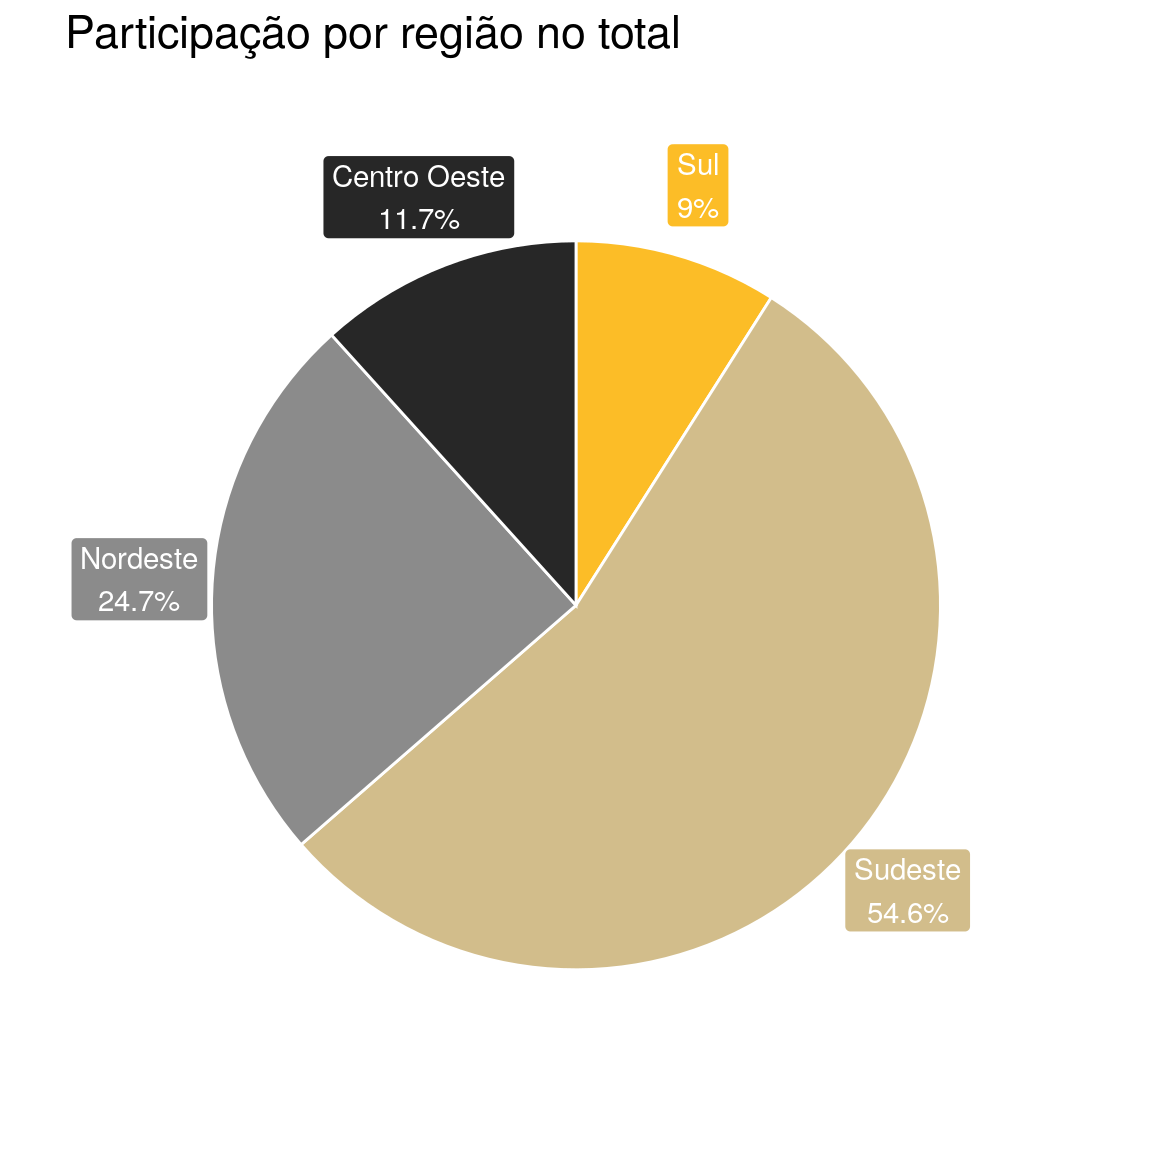 Participação por região no total
Centro Oeste
11.7%
Sul
9%
Nordeste
24.7%
Sudeste
54.6%